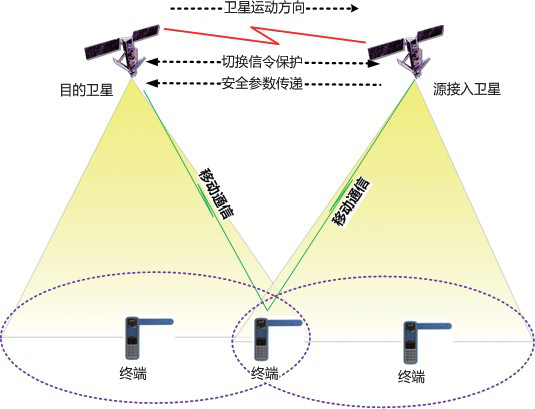 卫星运动方向
切换信令保护
安全参数传递
目的卫星
源接入卫星
移动通信
移动通信
终端
终端
终端